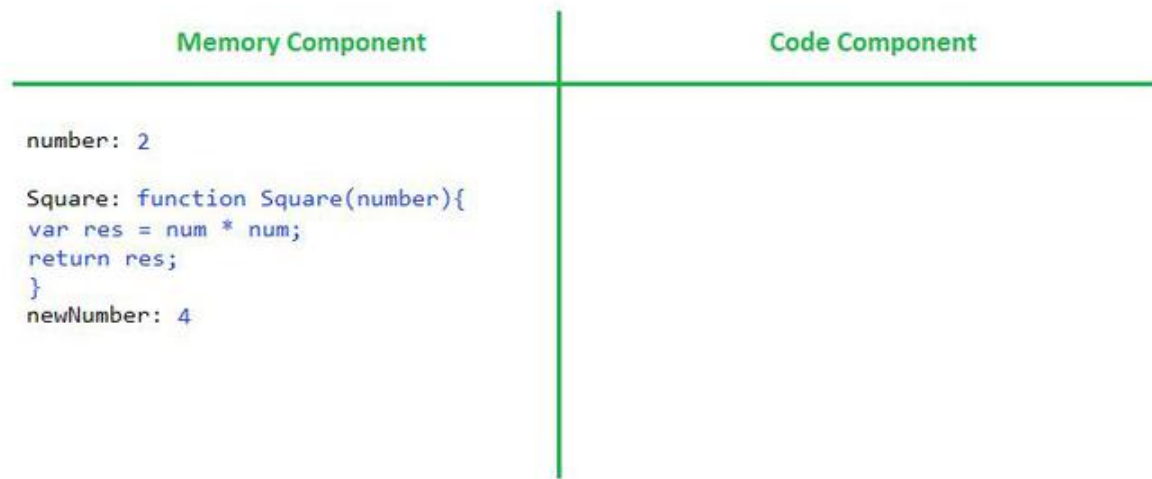 Memory Component
Code Component
number: 2
Square: function Square(number){
var res = num * num;
return res;
}
newNumber: 4